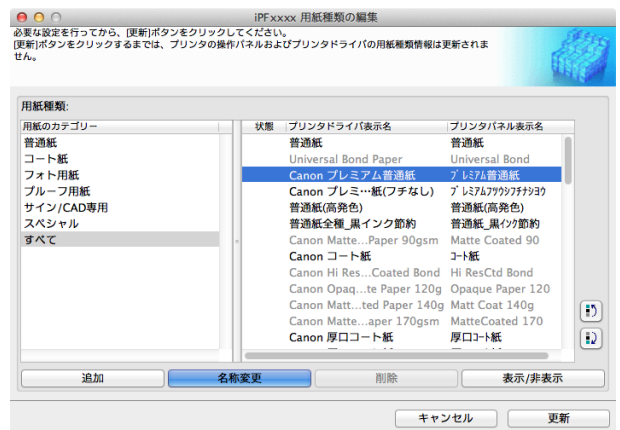 iPFxxxx 用紙種類の編集
必要な設定を行ってから、[更新]ボタンをクリックしてください。
[更新]ボタンをクリックするまでは、プリンタの操作パネルおよびプリンタドライバの用紙種類情報は更新されま
せん。
用紙種類:
用紙のカテゴリー
普通紙
コート紙
フォト用紙
プルーフ用紙
サイン/CAD専用
スペシャル
すべて
状態 プリンタドライバ表示名 プリンタパネル表示名
普通紙 普通紙
Universal Bond Paper Universal Bond
Canon プレミアム普通紙 プレミアム普通紙
Canon プレミ…紙(フチなし) プレミアムフツウシフチナシヨウ
普通紙(高発色) 普通紙(高発色)
普通紙全種_黒インク節約 普通紙_黒インク節約
Canon Matte...Paper 90gsm Matte Coated 90
Canon コート紙 コート紙
Canon Hi Res...Coated Bond Hi ResCtd Bond
Canon Opaq...te Paper 120g Opaque Paper 120
Canon Matt...ted Paper 140g Matt Coat 140g
Canon Matte...aper 170gsm MatteCoated 170
Canon 厚口コート紙 厚口コート紙
追加 名称変更 削除 表示/非表示
キャンセル 更新